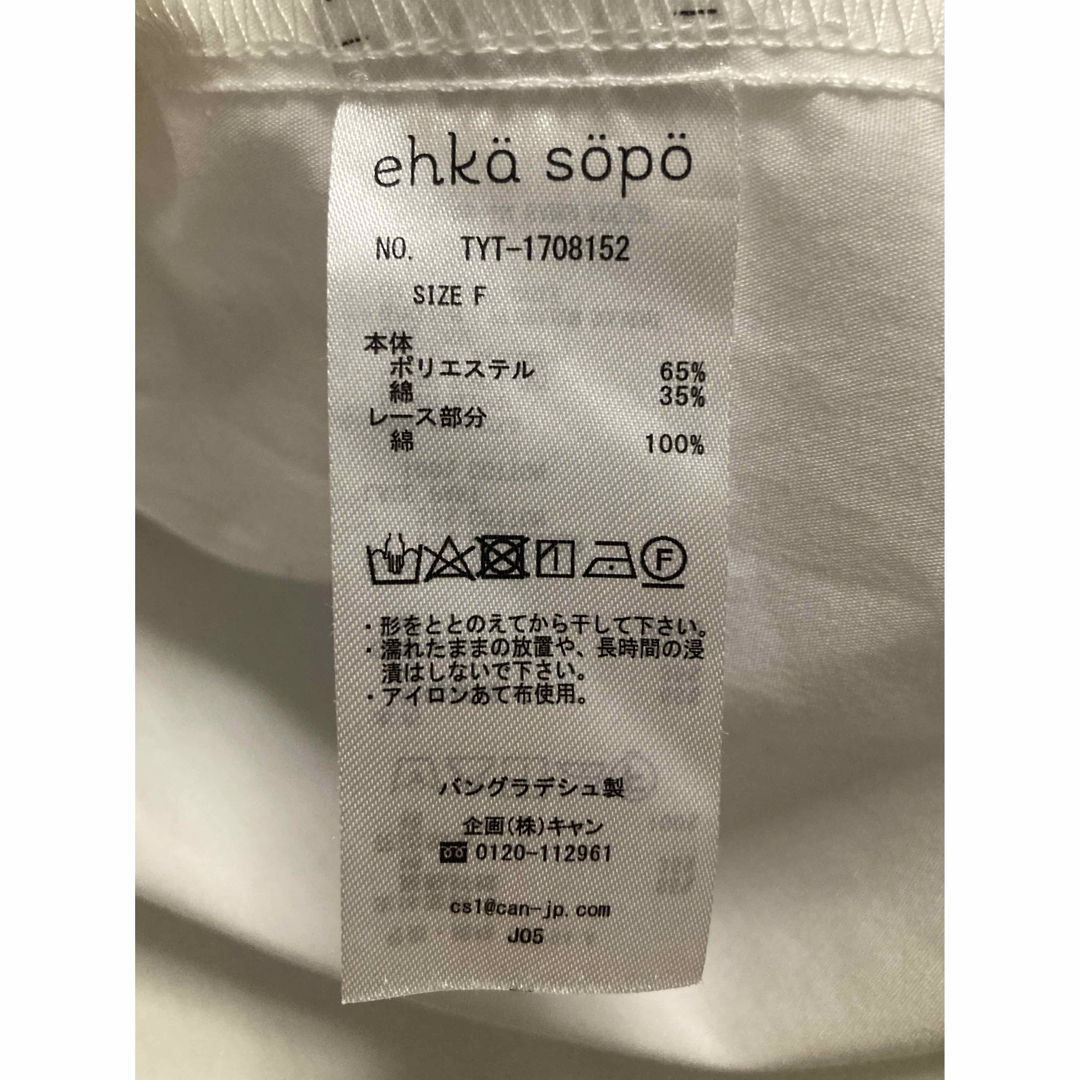 ehkä söpö
NO. TYT-1708152
SIZE F
本体
ポリエステル 65%
綿 35%
レース部分
綿 100%
F
・形をととのえてから干して下さい。
・濡れたままの放置や、長時間の浸
漬はしないで下さい。
・アイロンあて布使用。
バングラデシュ製
企画(株)キャン
0120-112961
cs1@can-jp.com
J05